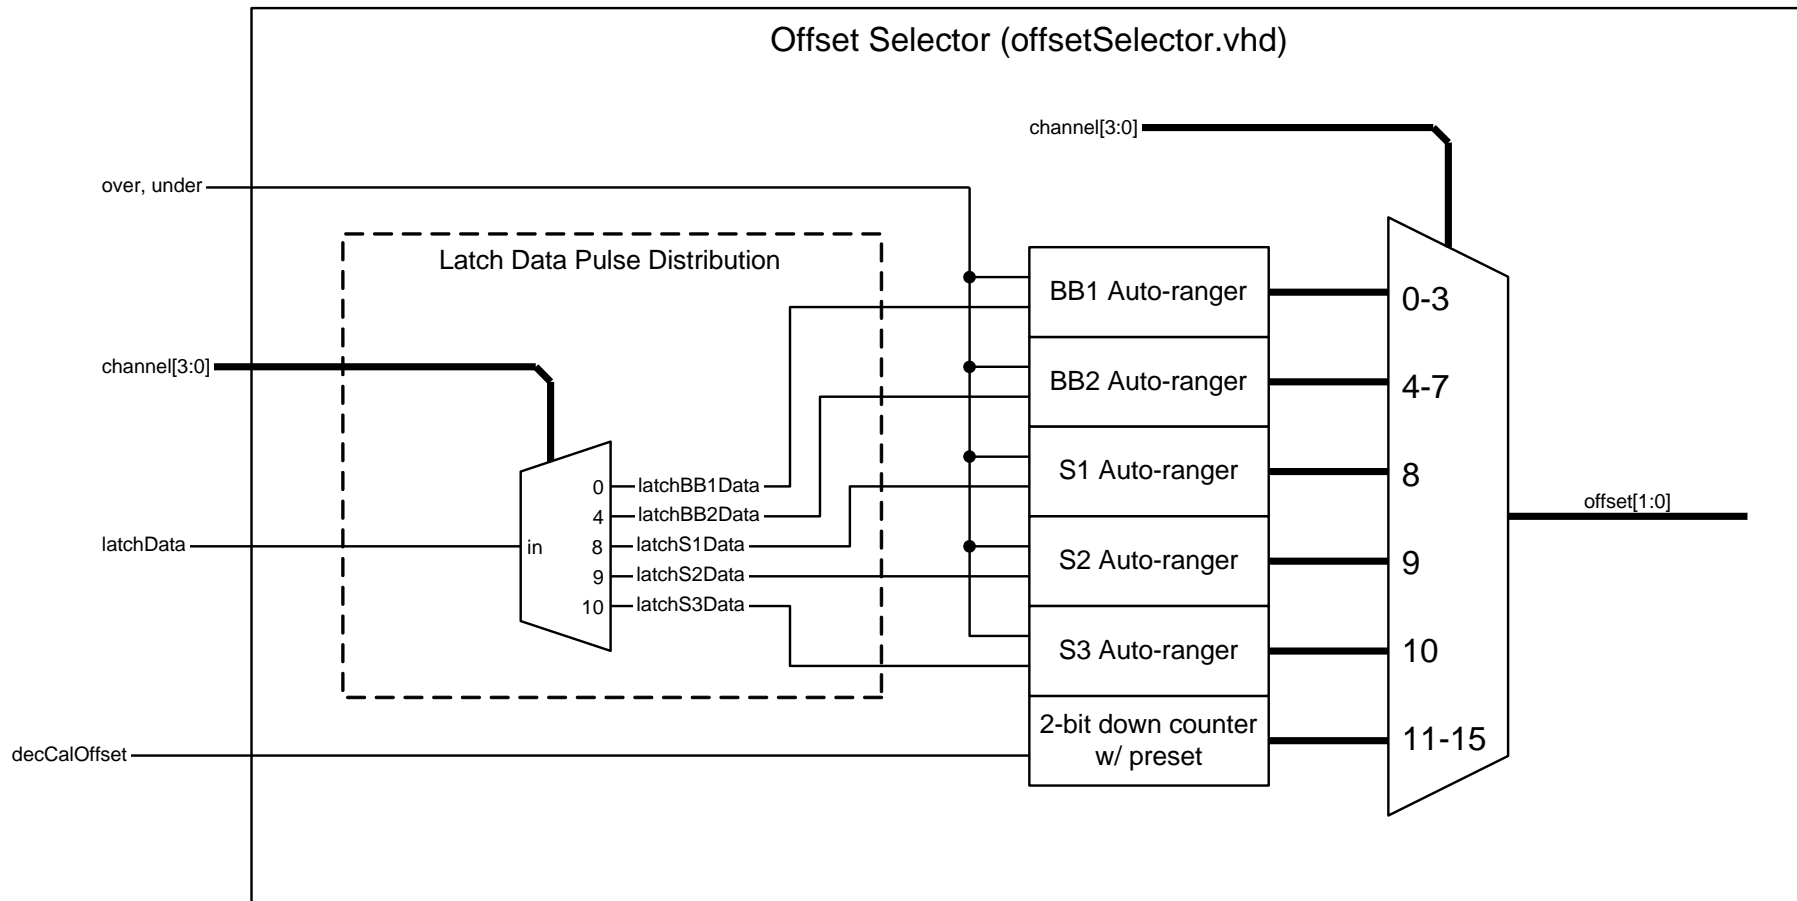 Offset Selector (offsetSelector.vhd)
channel[3:0]
over, under
Latch Data Pulse Distribution
BB1 Auto-ranger
0-3
channel[3:0]
BB2 Auto-ranger
4-7
S1 Auto-ranger
8
0
latchBB1Data
4
latchBB2Data
offset[1:0]
latchData
in
8
latchS1Data
S2 Auto-ranger
9
9
latchS2Data
10
latchS3Data
S3 Auto-ranger
10
2-bit down counter
w/ preset
11-15
decCalOffset